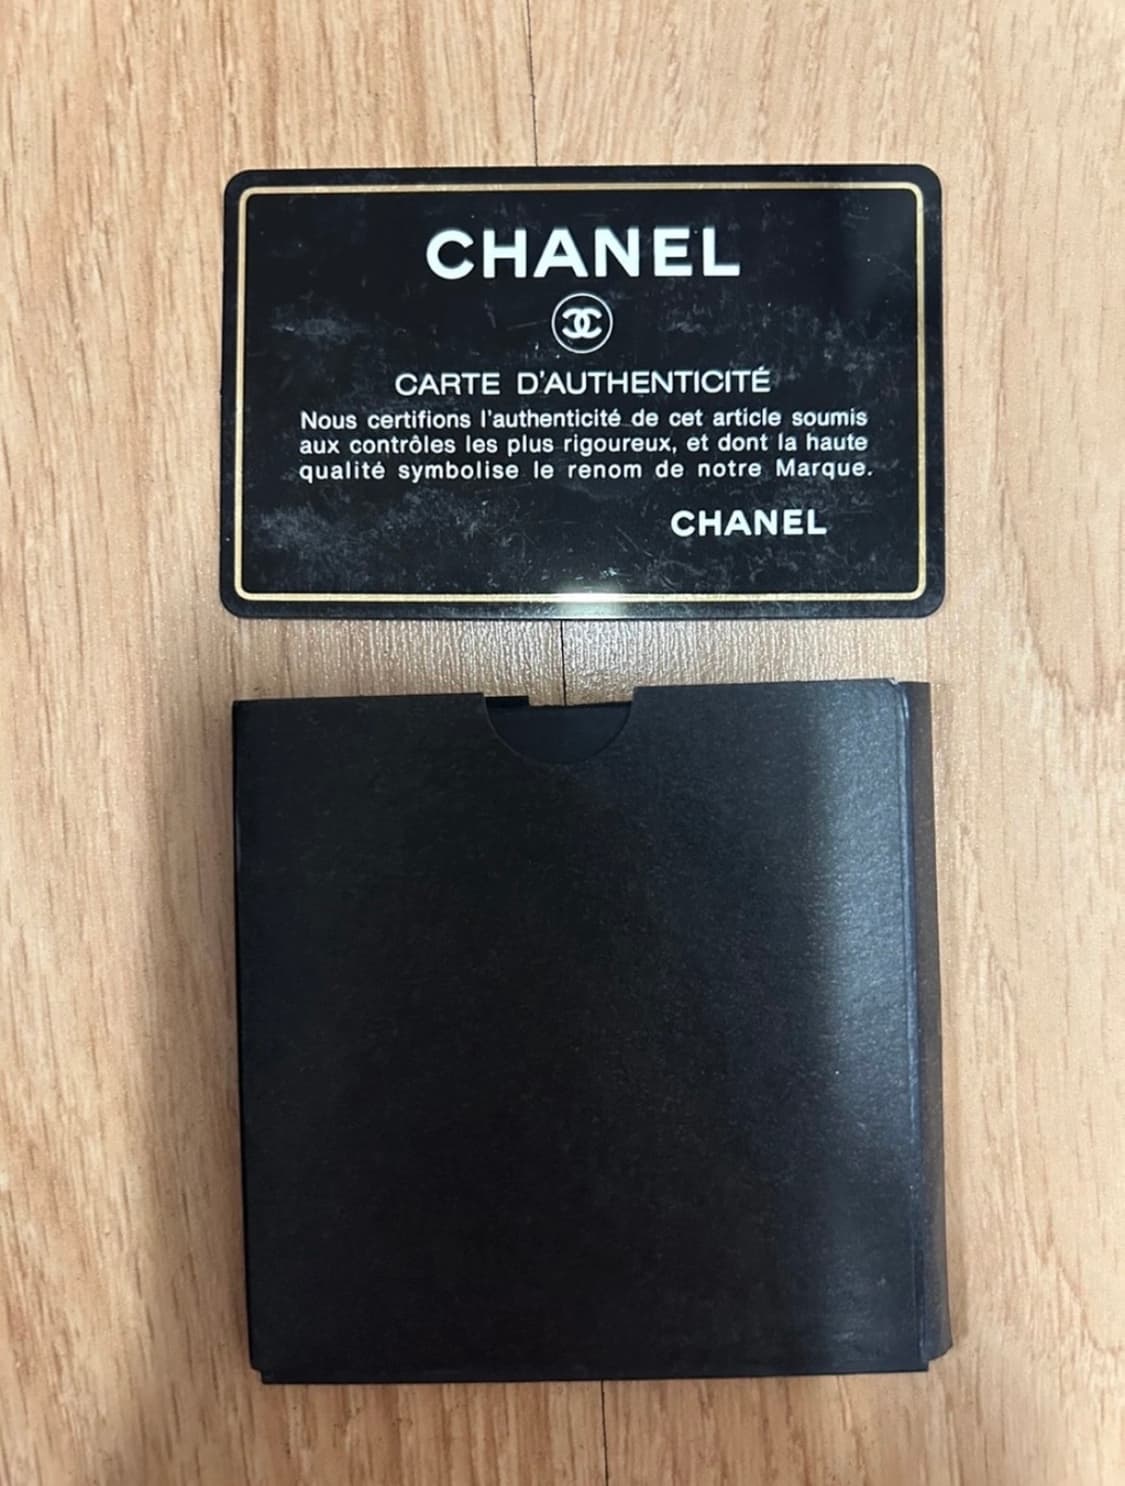 CHANEL
CARTE D'AUTHENTICITÉ
Nous certifions l'authenticité de cet article soumis
aux contrôles les plus rigoureux, et dont la haute
qualité symbolise le renom de notre Marque.
CHANEL